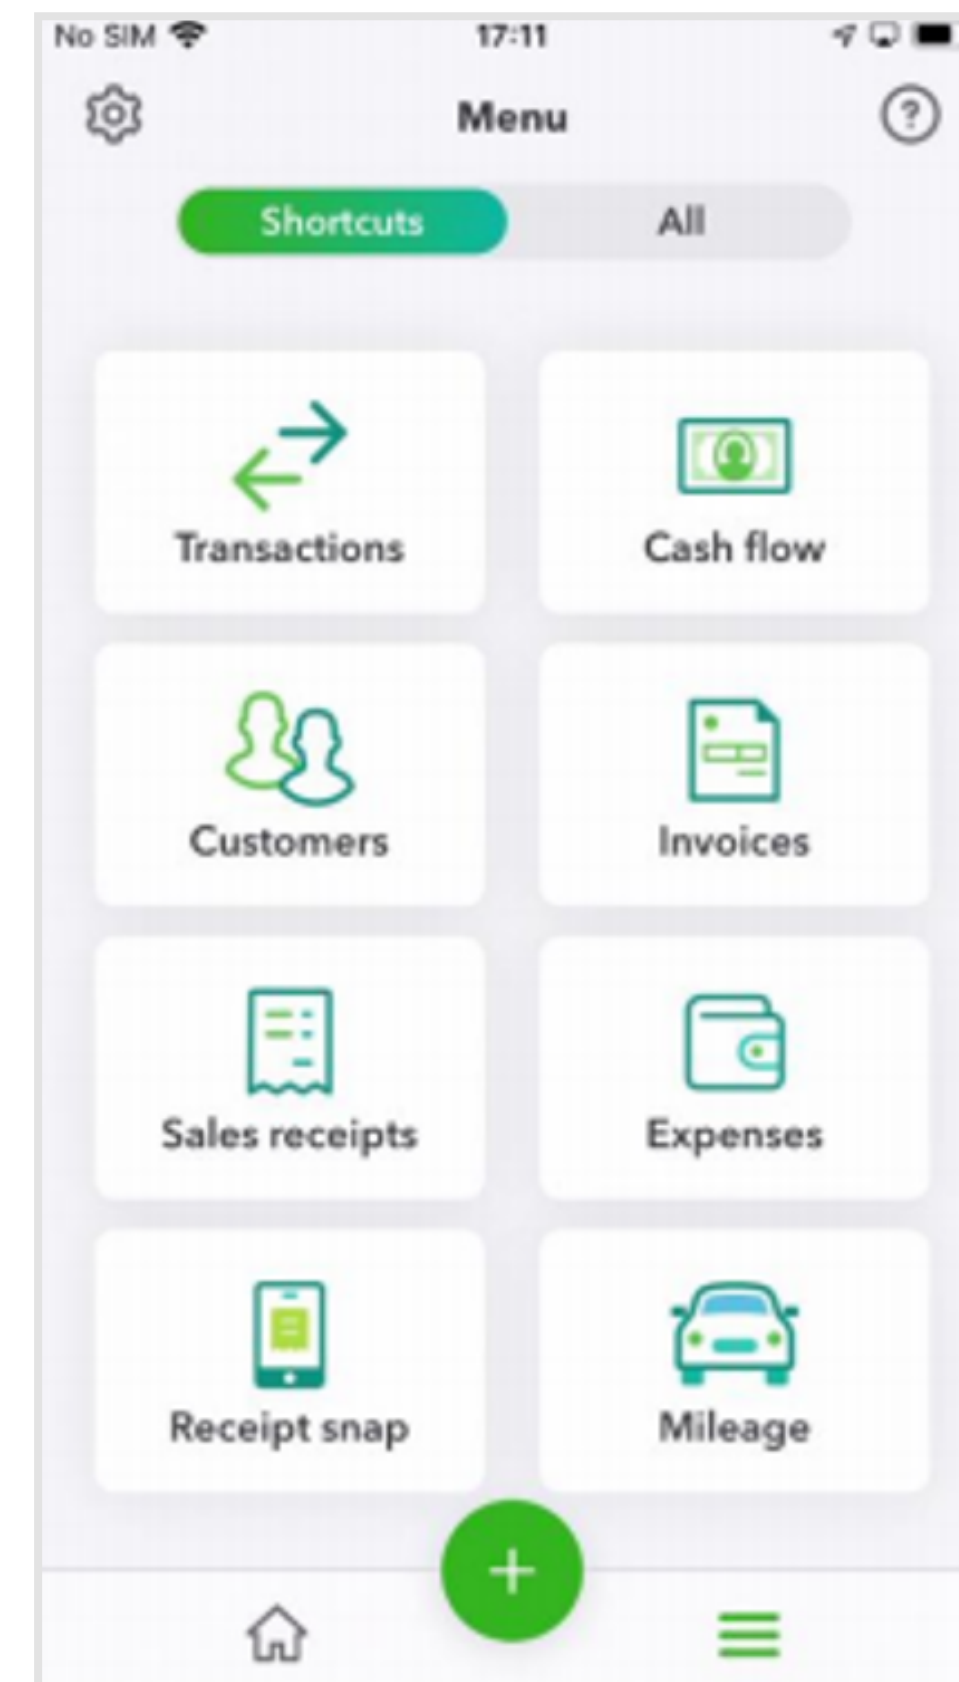 No SIM 17:11
Menu
?
Shortcuts All
Transactions Cash flow
Customers Invoices
Sales receipts Expenses
Receipt snap Mileage
+